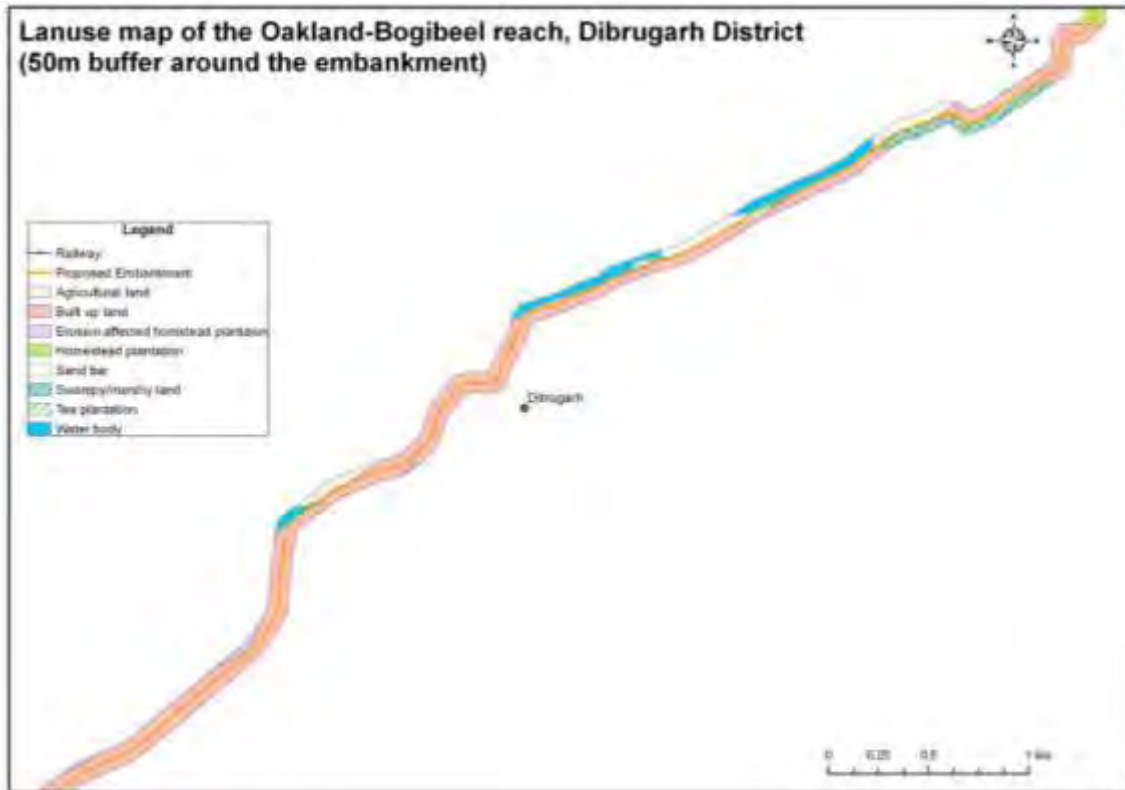 Lanuse map of the Oakland-Bogibeel reach, Dibrugarh District
(50m buffer around the embankment)
Legend
Railway
Proposed Embankment
Agricultural land
Built up land
Erosion affected homestead plantation
Homestead plantation
Sand bar
Swampy/marshy land
Tea plantation
Water body
Dibrugarh
0 0.25 0.5 1 km